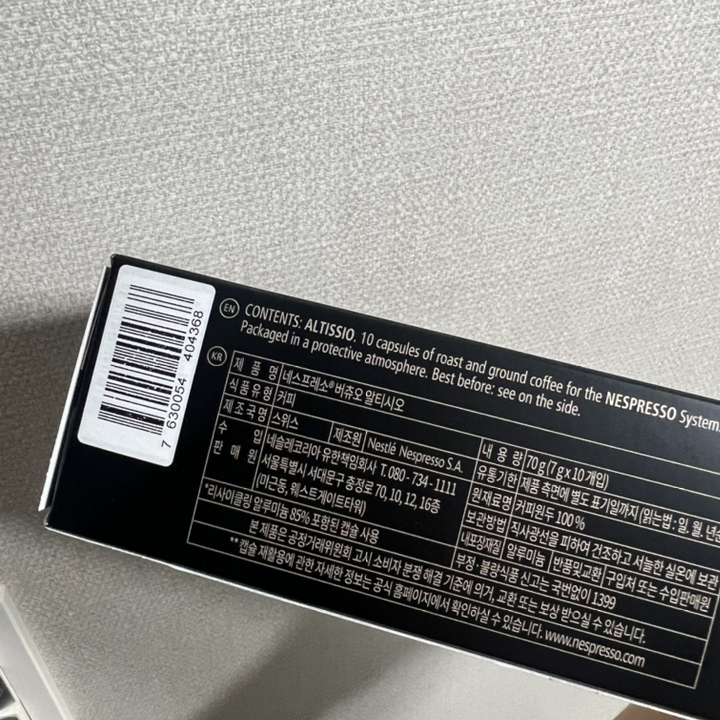 EN CONTENTS: ALTISSIO. 10 capsules of roast and ground coffee for the NESPRESSO System.
Packaged in a protective atmosphere. Best before: see on the side.
KR
제 품 명 네스프레소® 버츄오 알티시오
식품유형 커피
제조국명 스위스 제조원 Nestlé Nespresso S.A.
수 입 판 매 원 네슬레코리아 유한책임회사 T.080-734-1111
서울특별시 서대문구 충정로 70, 10, 12, 16층
(미근동, 웨스트게이트타워)
내 용 량 70g (7g x 10개입)
유통기한 제품 측면에 별도 표기일까지 (읽는법 : 일. 월.
원재료명 커피원두 100%
보관방법 직사광선을 피하여 건조하고 서늘한 실온에 보관
내포장재질 알루미늄 반품및교환 구입처 또는 수입판매원
부정·불량식품 신고는 국번없이 1399
*리사이클링 알루미늄 85% 포함된 캡슐 사용
본 제품은 공정거래위원회 고시 소비자 분쟁 해결 기준에 의거, 교환 또는 보상 받으실 수 있습니다.
**캡슐 재활용에 관한 자세한 정보는 공식 홈페이지에서 확인하실 수 있습니다. www.nespresso.com
7 630054 404368